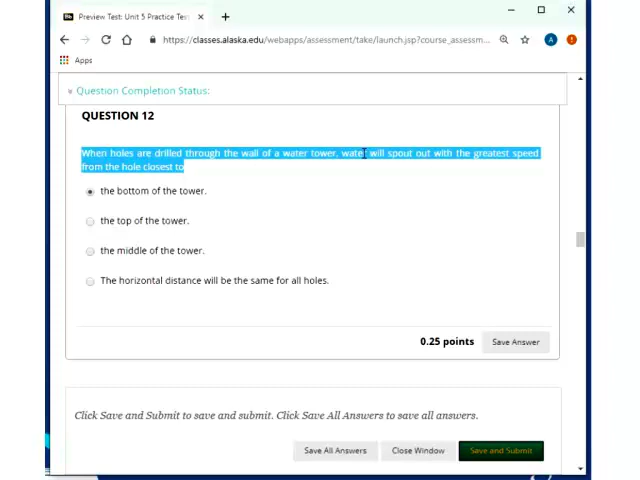 Preview Test: Unit 5 Practice Tes
https://classes.alaska.edu/webapps/assessment/take/launch.jsp?course_assessm...
A
Apps
Question Completion Status:
QUESTION 12
When holes are drilled through the wall of a water tower, water will spout out with the greatest speed
from the hole closest to
the bottom of the tower.
the top of the tower.
the middle of the tower.
The horizontal distance will be the same for all holes.
0.25 points
Save Answer
Click Save and Submit to save and submit. Click Save All Answers to save all answers.
Save All Answers
Close Window
Save and Submit